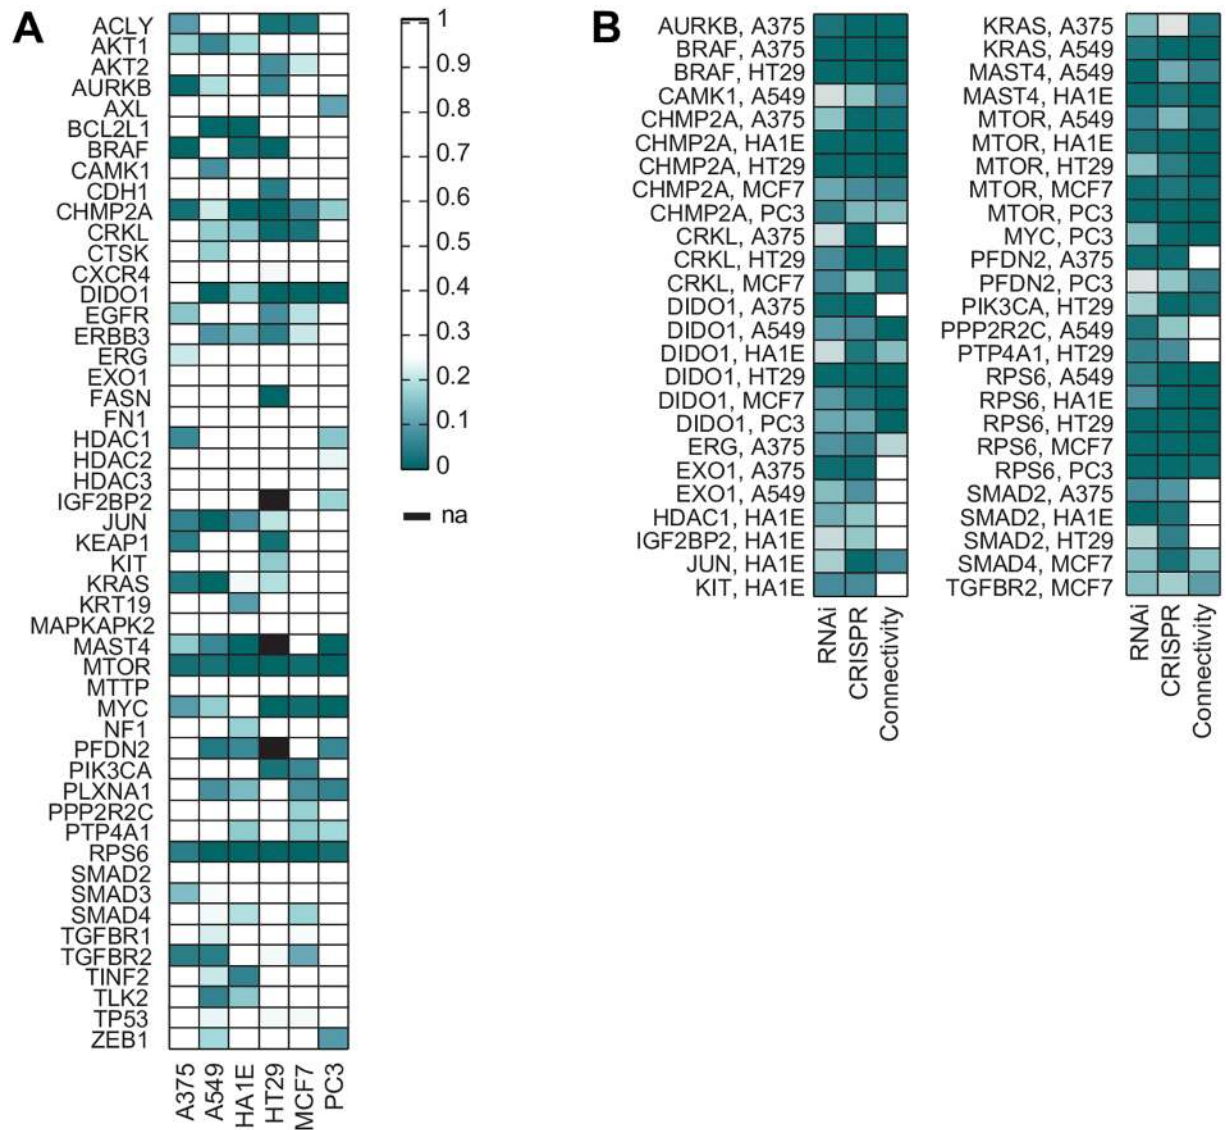 A
ACLY
AKT1
AKT2
AURKB
AXL
BCL2L1
BRAF
CAMK1
CDH1
CHMP2A
CRKL
CTSK
CXCR4
DIDO1
EGFR
ERBB3
ERG
EXO1
FASN
FN1
HDAC1
HDAC2
HDAC3
IGF2BP2
JUN
KEAP1
KIT
KRAS
KRT19
MAPKAPK2
MAST4
MTOR
MTTP
MYC
NF1
PFDN2
PIK3CA
PLXNA1
PPP2R2C
PTP4A1
RPS6
SMAD2
SMAD3
SMAD4
TGFBR1
TGFBR2
TINF2
TLK2
TP53
ZEB1
A375
A549
HA1E
HT29
MCF7
PC3
1
0.9
0.8
0.7
0.6
0.5
0.4
0.3
0.2
0.1
0
na
B
AURKB, A375
BRAF, A375
BRAF, HT29
CAMK1, A549
CHMP2A, A375
CHMP2A, HA1E
CHMP2A, HT29
CHMP2A, MCF7
CHMP2A, PC3
CRKL, A375
CRKL, HT29
CRKL, MCF7
DIDO1, A375
DIDO1, A549
DIDO1, HA1E
DIDO1, HT29
DIDO1, MCF7
DIDO1, PC3
ERG, A375
EXO1, A375
EXO1, A549
HDAC1, HA1E
IGF2BP2, HA1E
JUN, HA1E
KIT, HA1E
RNAi
CRISPR
Connectivity
KRAS, A375
KRAS, A549
MAST4, A549
MAST4, HA1E
MTOR, A549
MTOR, HA1E
MTOR, HT29
MTOR, MCF7
MTOR, PC3
MYC, PC3
PFDN2, A375
PFDN2, PC3
PIK3CA, HT29
PPP2R2C, A549
PTP4A1, HT29
RPS6, A549
RPS6, HA1E
RPS6, HT29
RPS6, MCF7
RPS6, PC3
SMAD2, A375
SMAD2, HA1E
SMAD2, HT29
SMAD4, MCF7
TGFBR2, MCF7
RNAi
CRISPR
Connectivity